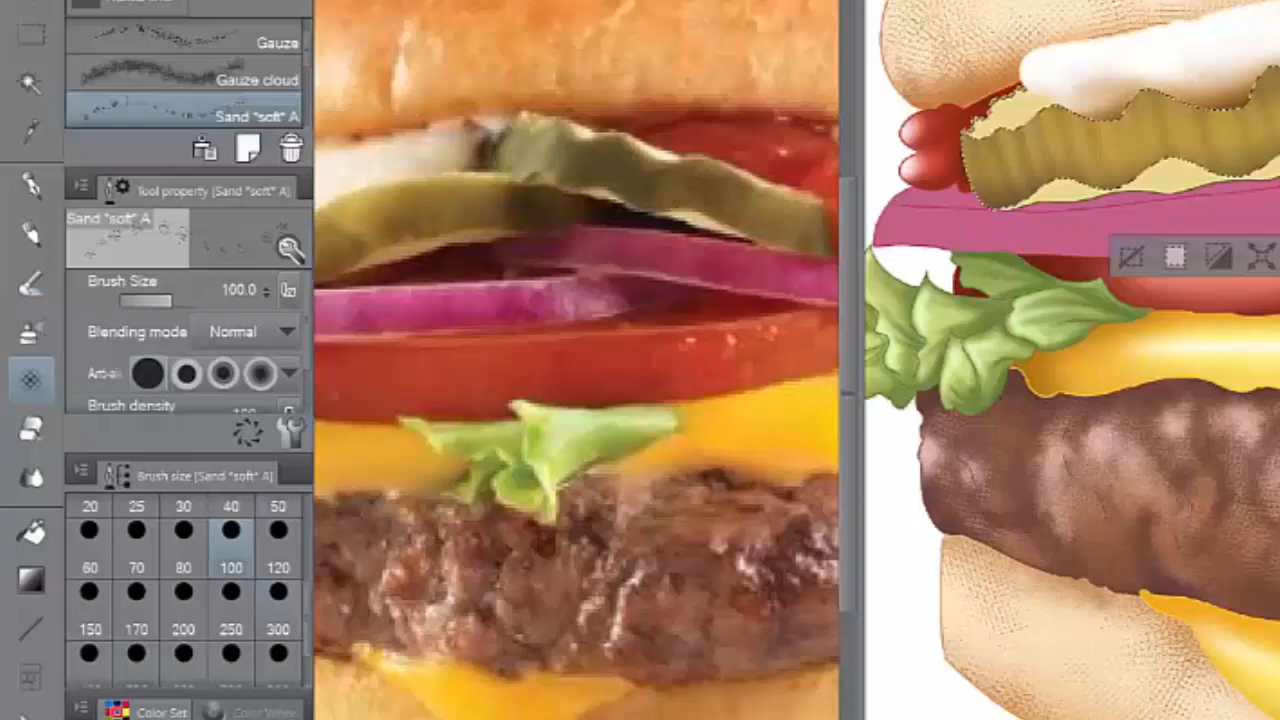 Gauze
Gauze cloud
Sand "soft" A
Tool property [Sand "soft" A]
Sand "soft" A
Brush Size
100.0
Blending mode Normal
Brush density
Brush size [Sand "soft" A]
20 25 30 40 50
60 70 80 100 120
150 170 200 250 300
Color Set
Color Wheel